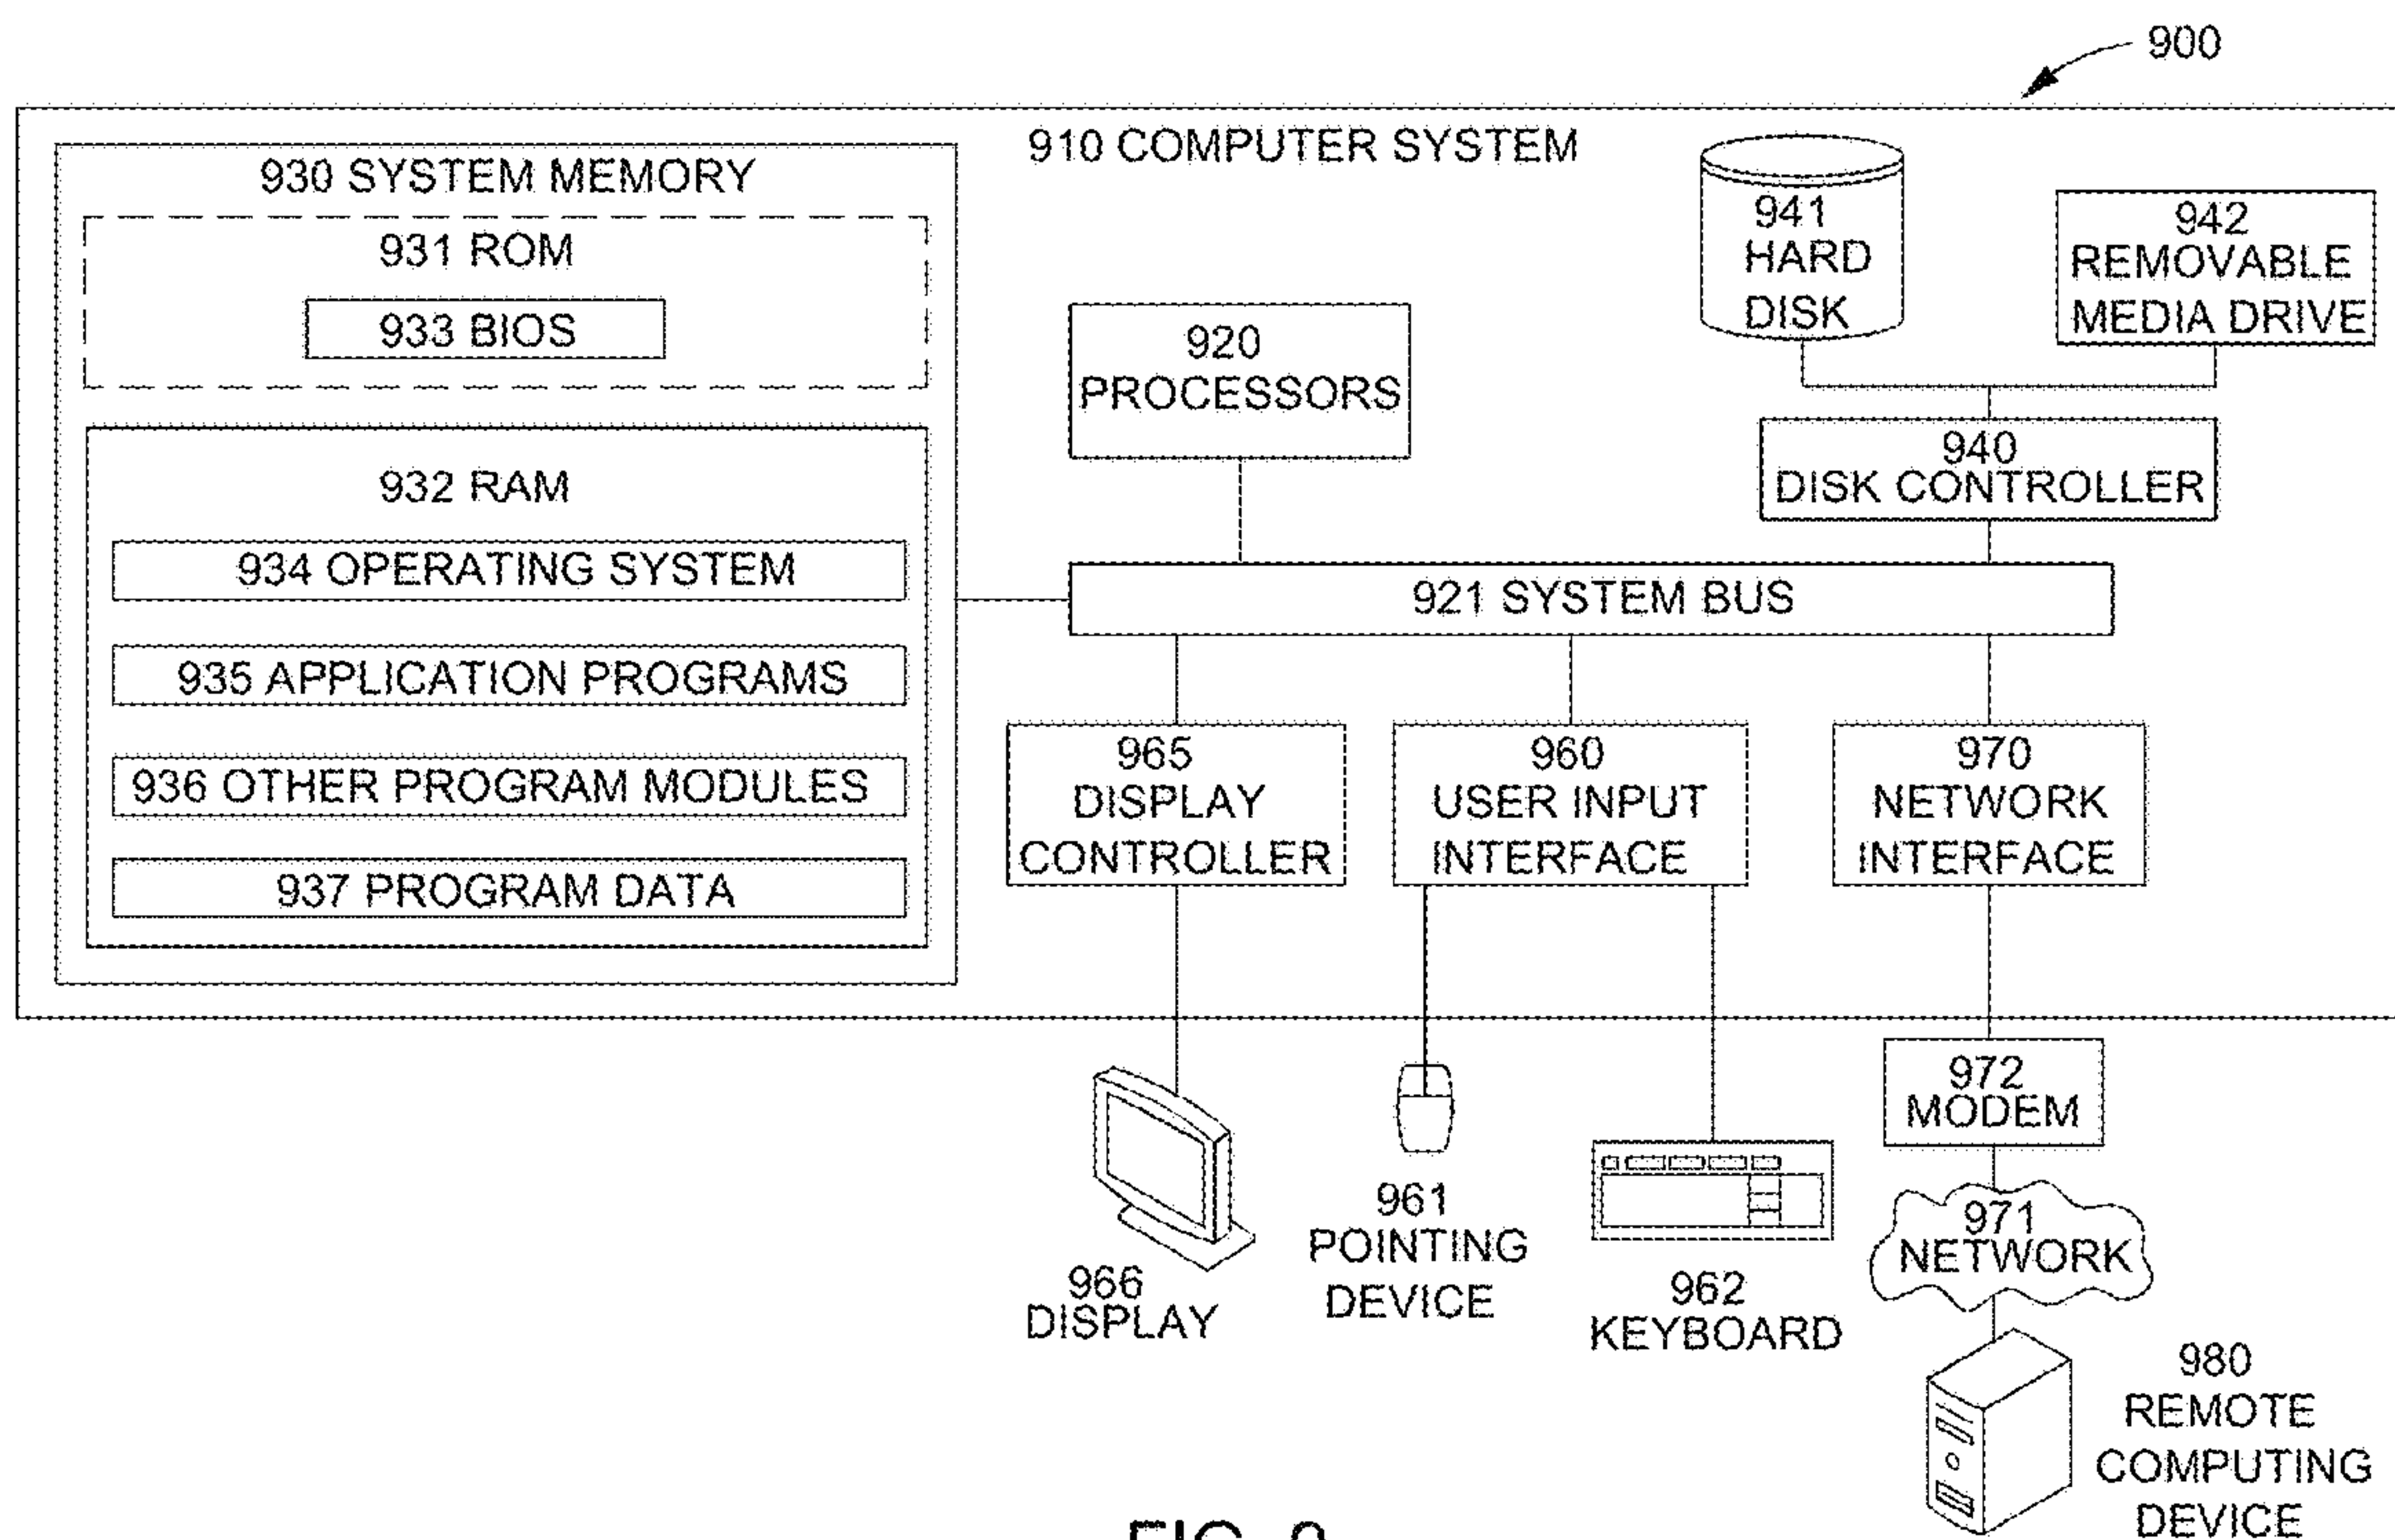 900
910 COMPUTER SYSTEM
930 SYSTEM MEMORY
931 ROM
933 BIOS
932 RAM
934 OPERATING SYSTEM
935 APPLICATION PROGRAMS
936 OTHER PROGRAM MODULES
937 PROGRAM DATA
920
PROCESSORS
941
HARD
DISK
942
REMOVABLE
MEDIA DRIVE
940
DISK CONTROLLER
921 SYSTEM BUS
965
DISPLAY
CONTROLLER
960
USER INPUT
INTERFACE
970
NETWORK
INTERFACE
966
DISPLAY
961
POINTING
DEVICE
962
KEYBOARD
972
MODEM
971
NETWORK
980
REMOTE
COMPUTING
DEVICE
FIG.